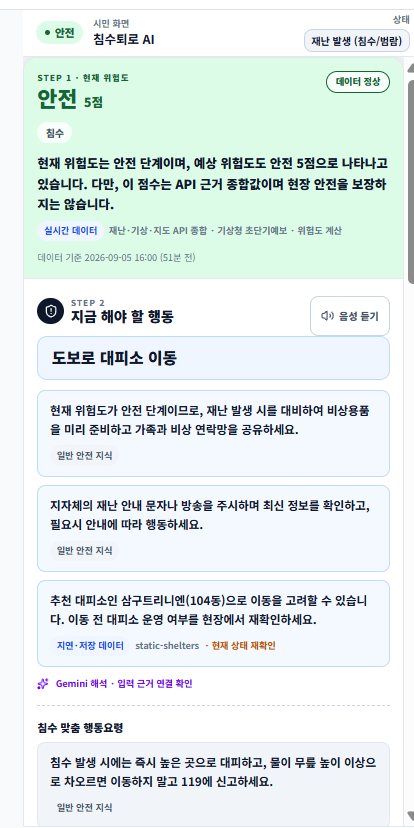 안전
시민 화면
침수퇴로 AI
상태
재난 발생 (침수/범람)
STEP 1 · 현재 위험도
안전 5점
데이터 정상
침수
현재 위험도는 안전 단계이며, 예상 위험도도 안전 5점으로 나타나고
있습니다. 다만, 이 점수는 API 근거 종합값이며 현장 안전을 보장하
지는 않습니다.
실시간 데이터 재난·기상·지도 API 종합 · 기상청 초단기예보 · 위험도 계산
데이터 기준 2026-09-05 16:00 (51분 전)
STEP 2
지금 해야 할 행동
음성 듣기
도보로 대피소 이동
현재 위험도가 안전 단계이므로, 재난 발생 시를 대비하여 비상용품
을 미리 준비하고 가족과 비상 연락망을 공유하세요.
일반 안전 지식
지자체의 재난 안내 문자나 방송을 주시하며 최신 정보를 확인하고,
필요시 안내에 따라 행동하세요.
일반 안전 지식
추천 대피소인 삼구트리니엔(104동)으로 이동을 고려할 수 있습니
다. 이동 전 대피소 운영 여부를 현장에서 재확인하세요.
지연·저장 데이터 static-shelters · 현재 상태 재확인
Gemini 해석 · 입력 근거 연결 확인
침수 맞춤 행동요령
침수 발생 시에는 즉시 높은 곳으로 대피하고, 물이 무릎 높이 이상으
로 차오르면 이동하지 말고 119에 신고하세요.
일반 안전 지식